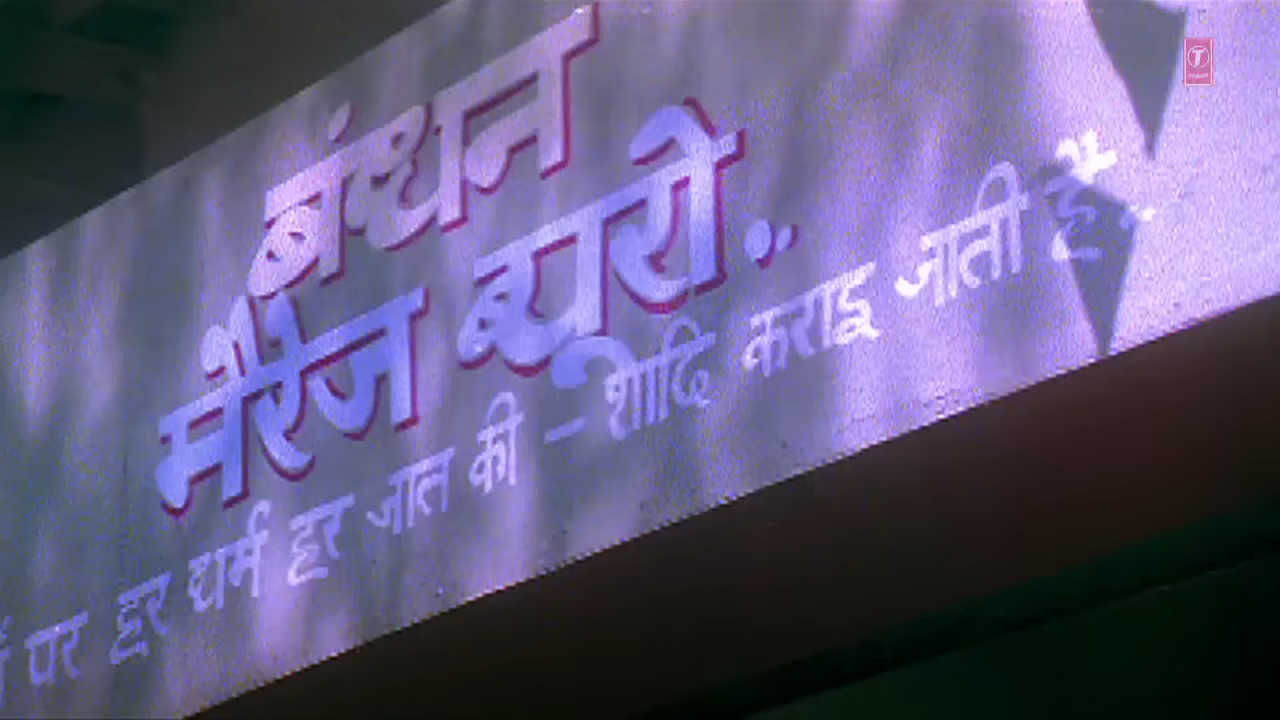 बंधन
मैरेज ब्यूरो..
पर हर धर्म हर जात की - शादि कराइ जाती हैं.